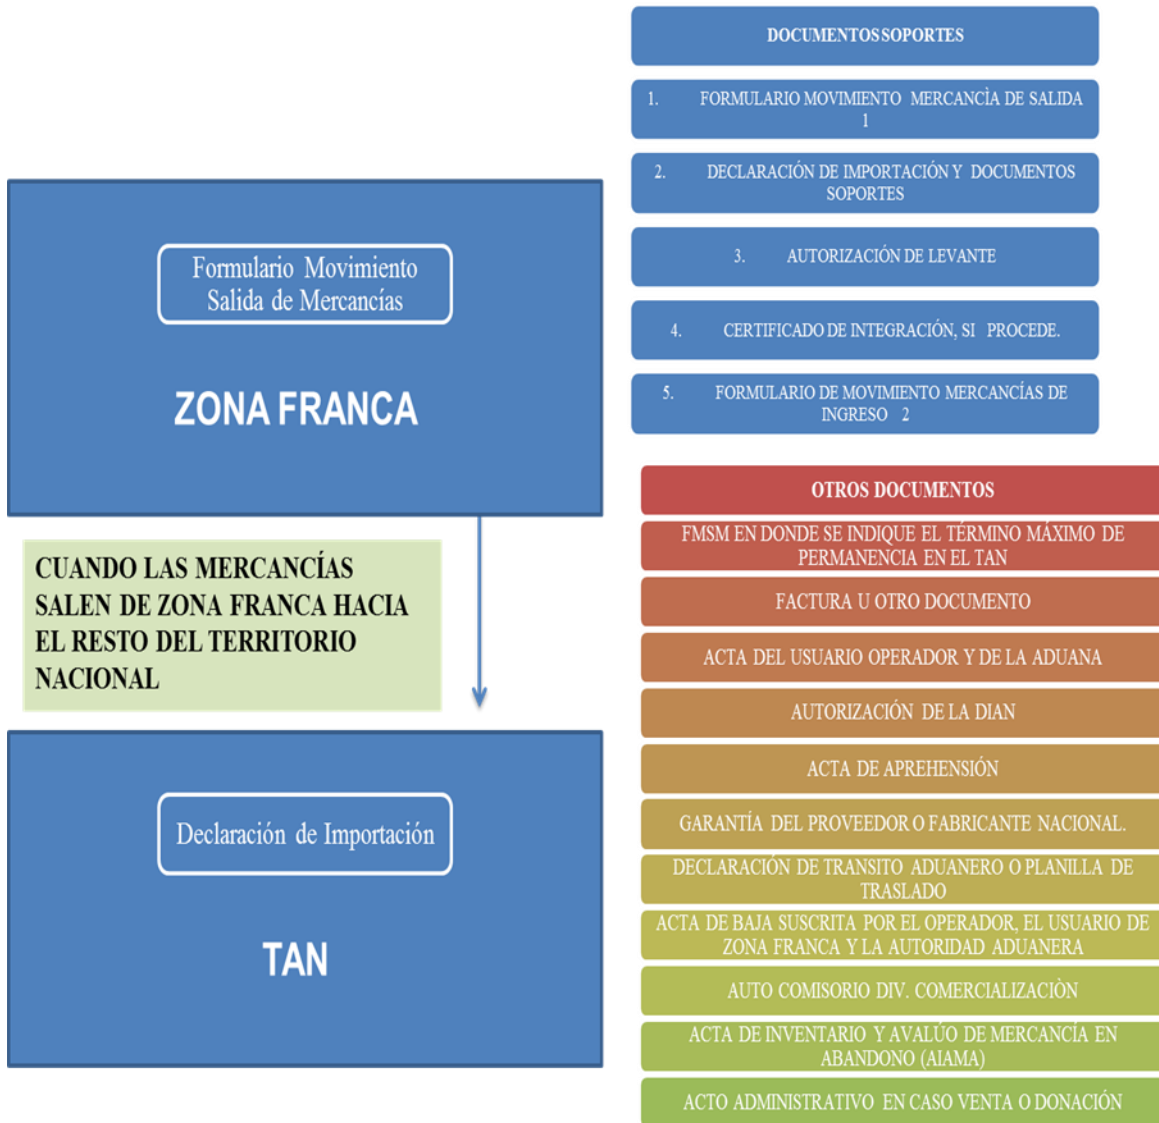 Formulario Movimiento
Salida de Mercancías
ZONA FRANCA
CUANDO LAS MERCANCÍAS
SALEN DE ZONA FRANCA HACIA
EL RESTO DEL TERRITORIO
NACIONAL
Declaración de Importación
TAN
DOCUMENTOS SOPORTES
1. FORMULARIO MOVIMIENTO MERCANCÌA DE SALIDA
1
2. DECLARACIÓN DE IMPORTACIÓN Y DOCUMENTOS
SOPORTES
3. AUTORIZACIÓN DE LEVANTE
4. CERTIFICADO DE INTEGRACIÓN, SI PROCEDE.
5. FORMULARIO DE MOVIMIENTO MERCANCÍAS DE
INGRESO 2
OTROS DOCUMENTOS
FMSM EN DONDE SE INDIQUE EL TÉRMINO MÁXIMO DE
PERMANENCIA EN EL TAN
FACTURA U OTRO DOCUMENTO
ACTA DEL USUARIO OPERADOR Y DE LA ADUANA
AUTORIZACIÓN DE LA DIAN
ACTA DE APREHENSIÓN
GARANTÍA DEL PROVEEDOR O FABRICANTE NACIONAL.
DECLARACIÓN DE TRANSITO ADUANERO O PLANILLA DE
TRASLADO
ACTA DE BAJA SUSCRITA POR EL OPERADOR, EL USUARIO DE
ZONA FRANCA Y LA AUTORIDAD ADUANERA
AUTO COMISORIO DIV. COMERCIALIZACIÒN
ACTA DE INVENTARIO Y AVALÚO DE MERCANCÍA EN
ABANDONO (AIAMA)
ACTO ADMINISTRATIVO EN CASO VENTA O DONACIÓN